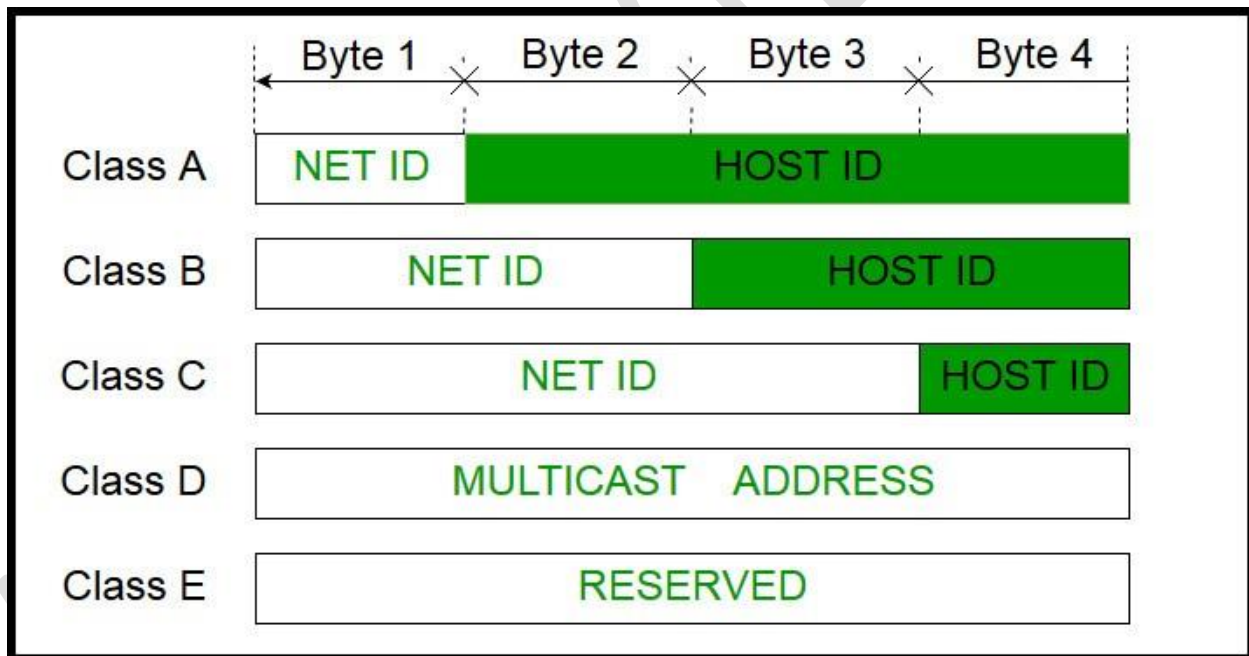 Byte 1 Byte 2 Byte 3 Byte 4
Class A NET ID HOST ID
Class B NET ID HOST ID
Class C NET ID HOST ID
Class D MULTICAST ADDRESS
Class E RESERVED